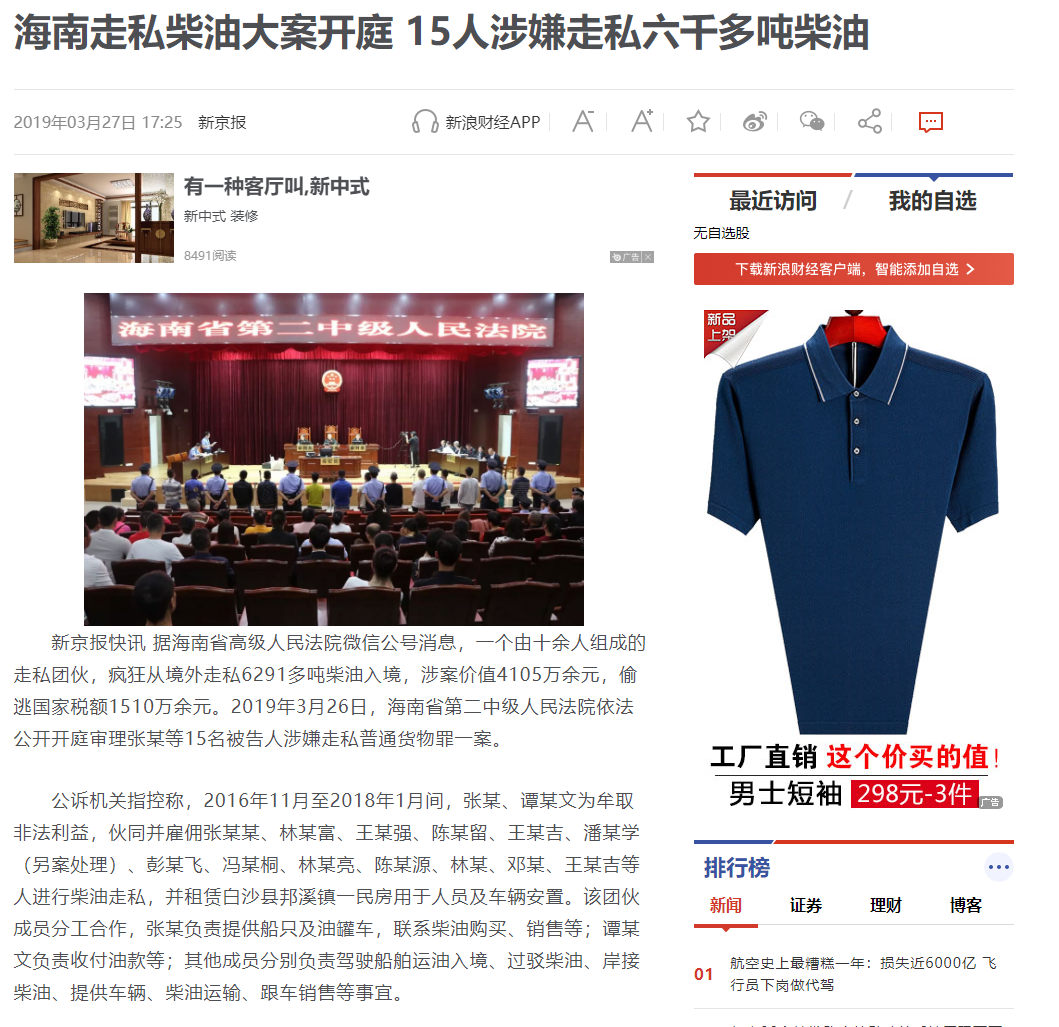 海南走私柴油大案开庭 15人涉嫌走私六千多吨柴油
2019年03月27日 17:25 新京报
新浪财经APP
有一种客厅叫,新中式
新中式 装修
8491阅读
广告
海南省第二中级人民法院
新京报快讯 据海南省高级人民法院微信公号消息，一个由十余人组成的
走私团伙，疯狂从境外走私6291多吨柴油入境，涉案价值4105万余元，偷
逃国家税额1510万余元。2019年3月26日，海南省第二中级人民法院依法
公开开庭审理张某等15名被告人涉嫌走私普通货物罪一案。
公诉机关指控称，2016年11月至2018年1月间，张某、谭某文为牟取
非法利益，伙同并雇佣张某某、林某富、王某强、陈某留、王某吉、潘某学
（另案处理）、彭某飞、冯某桐、林某亮、陈某源、林某、邓某、王某吉等
人进行柴油走私，并租赁白沙县邦溪镇一民房用于人员及车辆安置。该团伙
成员分工合作，张某负责提供船只及油罐车，联系柴油购买、销售等；谭某
文负责收付油款等；其他成员分别负责驾驶船舶运油入境、过驳柴油、岸接
柴油、提供车辆、柴油运输、跟车销售等事宜。
最近访问 / 我的自选
无自选股
下载新浪财经客户端，智能添加自选
新品
上架
工厂直销 这个价买的值！
男士短袖 298元-3件
广告
排行榜
新闻 证券 理财 博客
01 航空史上最糟糕一年：损失近6000亿 飞
行员下岗做代驾